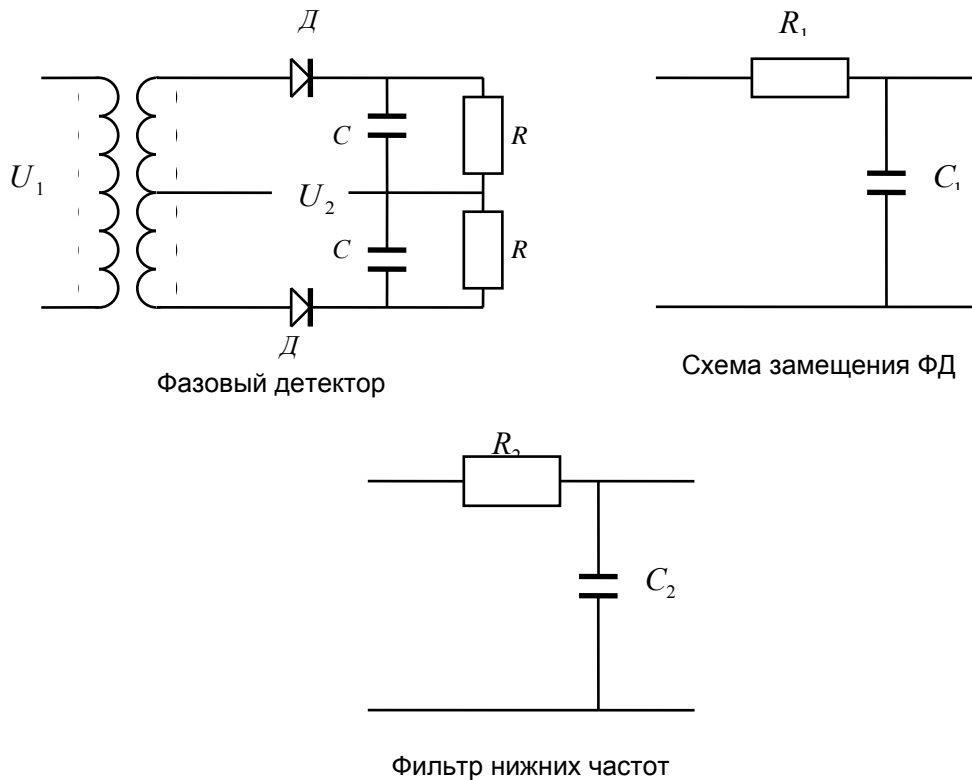 Д
R₁
C
R
U₁
U₂
C₁
C
R
Д
Фазовый детектор
Схема замещения ФД
R₂
C₂
Фильтр нижних частот